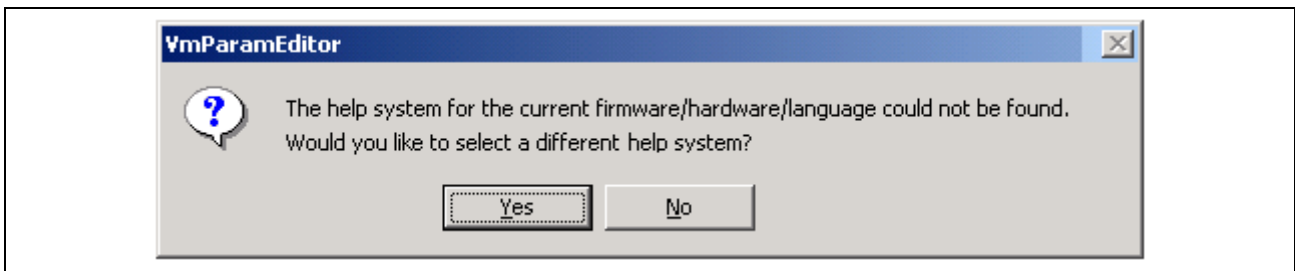 VmParamEditor
The help system for the current firmware/hardware/language could not be found.
Would you like to select a different help system?
Yes No